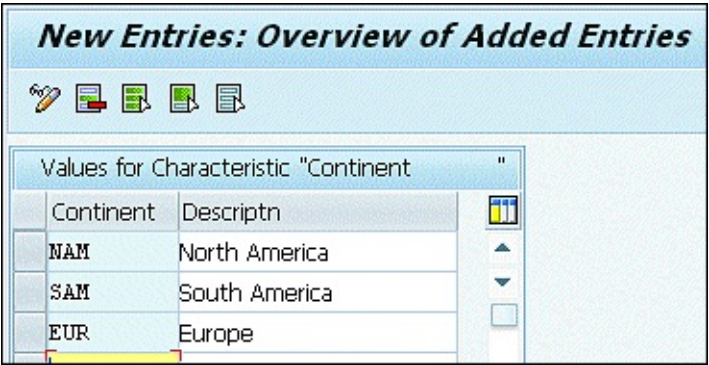 New Entries: Overview of Added Entries
Values for Characteristic "Continent "
Continent Descriptn
NAM North America
SAM South America
EUR Europe